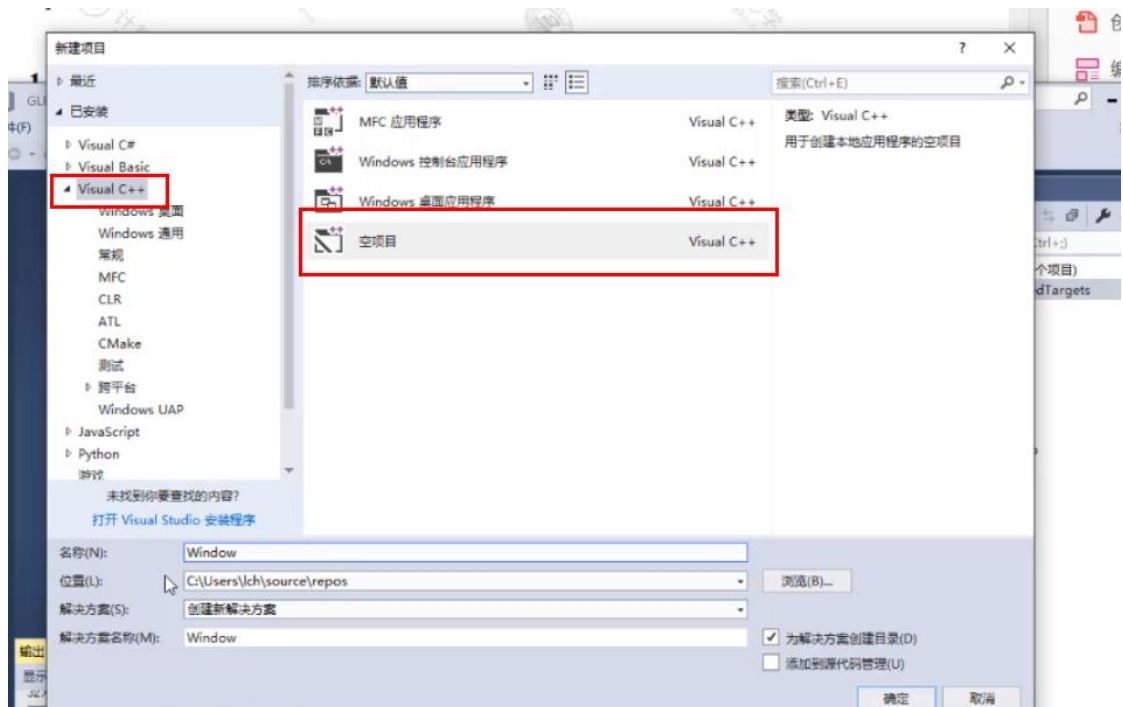 新建项目
? ×
最近
已安装
Visual C#
Visual Basic
Visual C++
Windows 桌面
Windows 通用
常规
MFC
CLR
ATL
CMake
测试
跨平台
Windows UAP
JavaScript
Python
游戏
未找到你要查找的内容?
打开 Visual Studio 安装程序
排序依据: 默认值
MFC 应用程序 Visual C++
Windows 控制台应用程序 Visual C++
Windows 桌面应用程序 Visual C++
空项目 Visual C++
搜索(Ctrl+E)
类型: Visual C++
用于创建本地应用程序的空项目
名称(N): Window
位置(L): C:\Users\lch\source\repos
浏览(B)...
解决方案(S): 创建新解决方案
解决方案名称(M): Window
为解决方案创建目录(D)
添加到源代码管理(U)
确定 取消
创
编
(F)
trl+;)
个项目)
dTargets
输出
显示